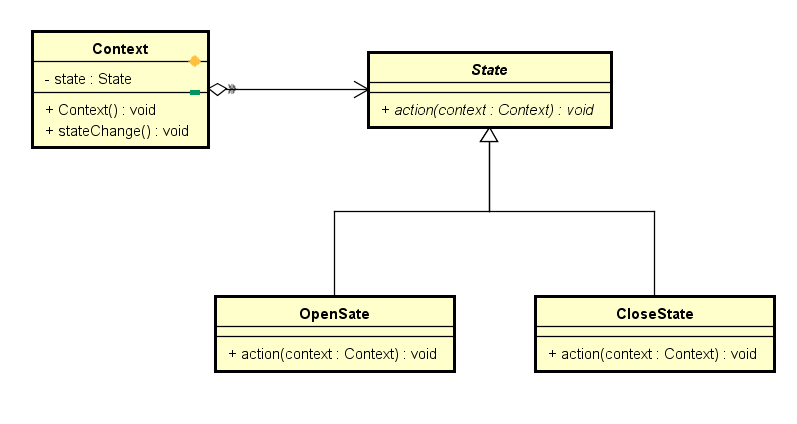 Context
- state : State
+ Context() : void
+ stateChange() : void
State
+ action(context : Context) : void
OpenSate
+ action(context : Context) : void
CloseState
+ action(context : Context) : void